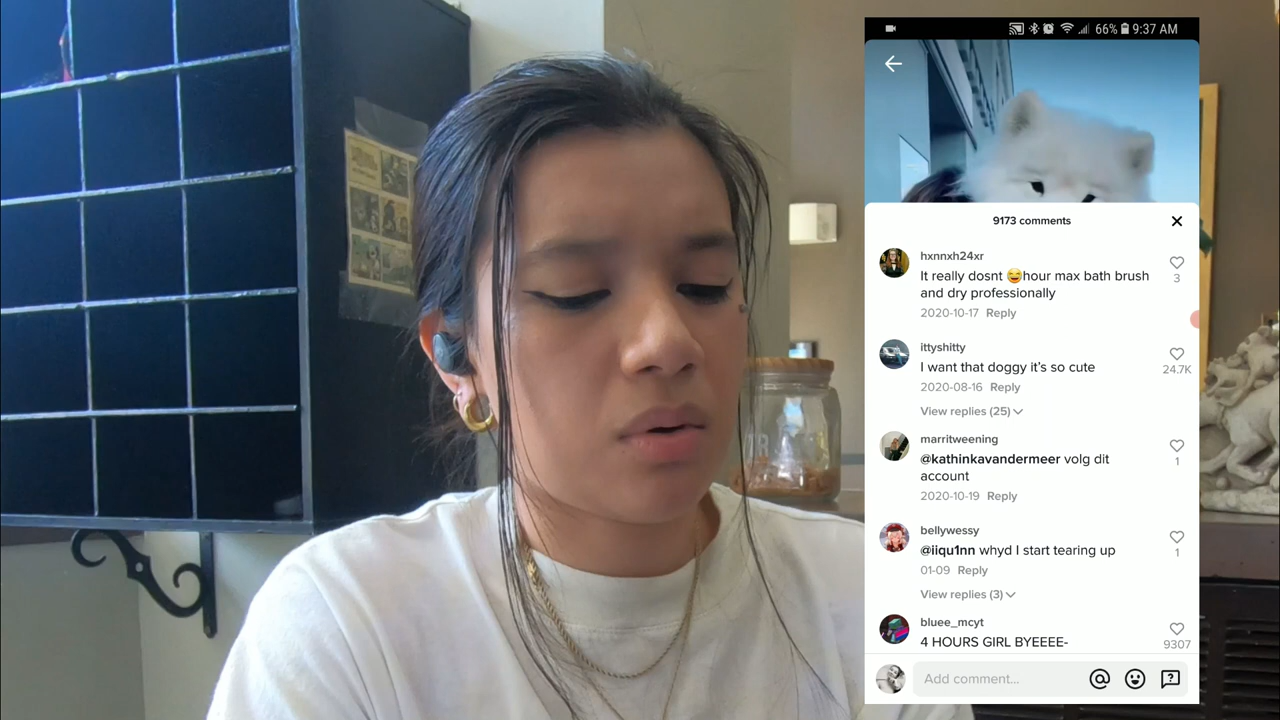 66% 9:37 AM
9173 comments
hxnnxh24xr
It really dosnt 😅hour max bath brush
and dry professionally
3
2020-10-17 Reply
ittyshitty
I want that doggy it's so cute
24.7K
2020-08-16 Reply
View replies (25)
marritweening
@kathinkavandermeer volg dit
account
1
2020-10-19 Reply
bellywessy
@iiqu1nn whyd I start tearing up
1
01-09 Reply
View replies (3)
bluee_mcyt
4 HOURS GIRL BYEEEE-
9307
Add comment...